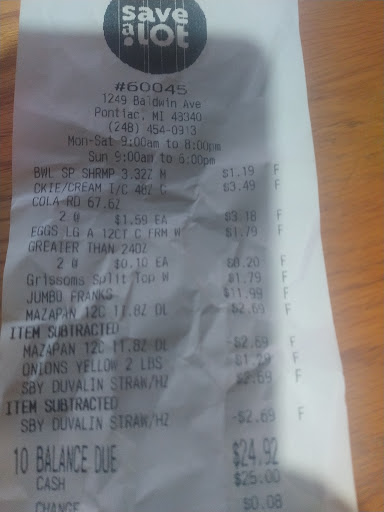 save
a lot
#60045
1249 Baldwin Ave
Pontiac, MI 48340
(248) 454-0913
Mon-Sat 9:00am to 8:00pm
Sun 9:00am to 6:00pm
BWL SP SHRMP 3.32Z M $1.19 F
CKIE/CREAM I/C 48Z C $3.49 F
COLA RD 67.6Z
2 @ $1.59 EA $3.18 F
EGGS LG A 12CT C FRM W $1.79 F
GREATER THAN 24OZ
2 @ $0.10 EA $0.20 F
Grissoms Split Top W $1.79 F
JUMBO FRANKS $11.99 F
MAZAPAN 12C 11.8Z DL $2.69 F
ITEM SUBTRACTED
MAZAPAN 12C 11.8Z DL -$2.69 F
ONIONS YELLOW 2 LBS $1.29 F
SBY DUVALIN STRAW/HZ $2.69 F
ITEM SUBTRACTED
SBY DUVALIN STRAW/HZ -$2.69 F
10 BALANCE DUE $24.92
CASH $25.00
CHANGE $0.08